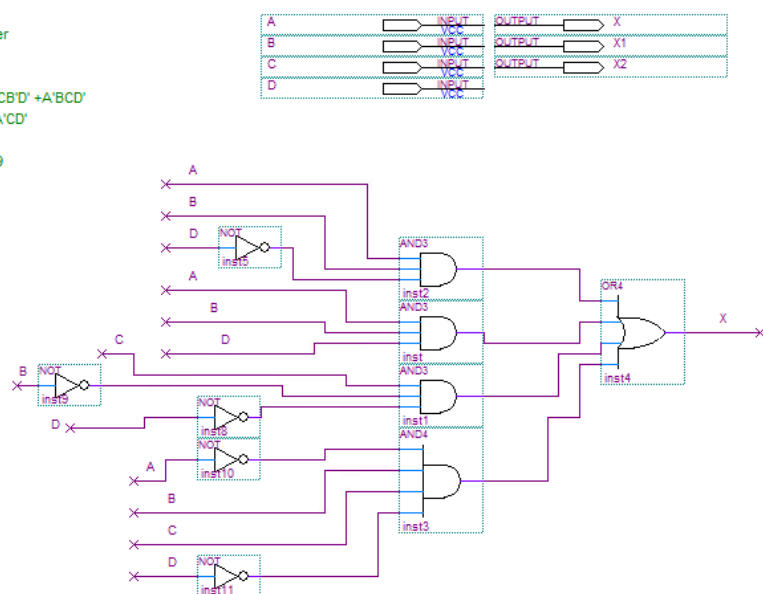 er
CB'D' +A'BCD'
A'CD'
9
A INPUT VCC OUTPUT X
B INPUT VCC OUTPUT X1
C INPUT VCC OUTPUT X2
D INPUT VCC
A
B
D NOT inst5
AND3 inst2
A
B
D
AND3 inst
OR4 inst4
X
C
B NOT inst9
AND3 inst1
D NOT inst8
A NOT inst10
B
C
AND4 inst3
D NOT inst11